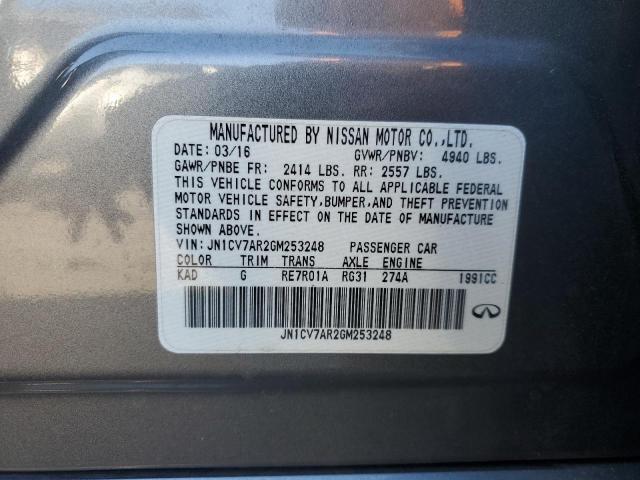 MANUFACTURED BY NISSAN MOTOR CO.,LTD.
DATE: 03/16 GVWR/PNBV: 4940 LBS.
GAWR/PNBE FR: 2414 LBS. RR: 2557 LBS.
THIS VEHICLE CONFORMS TO ALL APPLICABLE FEDERAL
MOTOR VEHICLE SAFETY,BUMPER,AND THEFT PREVENTION
STANDARDS IN EFFECT ON THE DATE OF MANUFACTURE
SHOWN ABOVE.
VIN: JN1CV7AR2GM253248 PASSENGER CAR
COLOR TRIM TRANS AXLE ENGINE
KAD G RE7R01A RG31 274A 1991CC
JN1CV7AR2GM253248